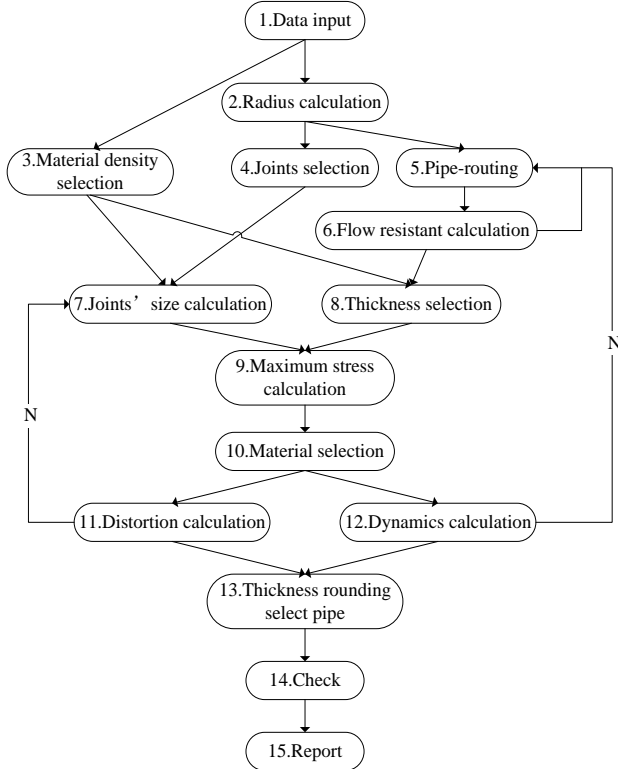 1.Data input
2.Radius calculation
3.Material density
selection
4.Joints selection
5.Pipe-routing
6.Flow resistant calculation
7.Joints’ size calculation
8.Thickness selection
9.Maximum stress
calculation
N
N
10.Material selection
11.Distortion calculation
12.Dynamics calculation
13.Thickness rounding
select pipe
14.Check
15.Report